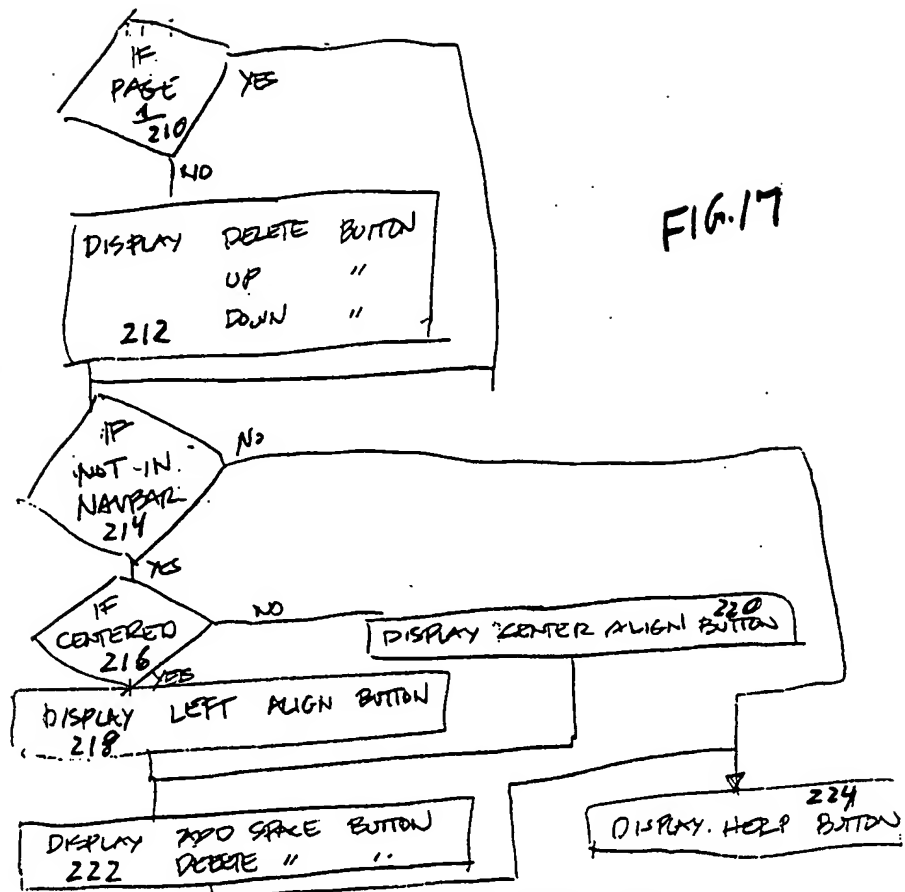 IF
PAGE
1
210
YES
NO
DISPLAY DELETE BUTTON
UP "
212 DOWN "
FIG.17
IF
NOT-IN
NAVBAR
214
NO
YES
IF
CENTERED
216
NO
YES
DISPLAY CENTER ALIGN BUTTON 220
DISPLAY LEFT ALIGN BUTTON
218
DISPLAY ADD SPACE BUTTON
222 DELETE " "
224
DISPLAY HELP BUTTON